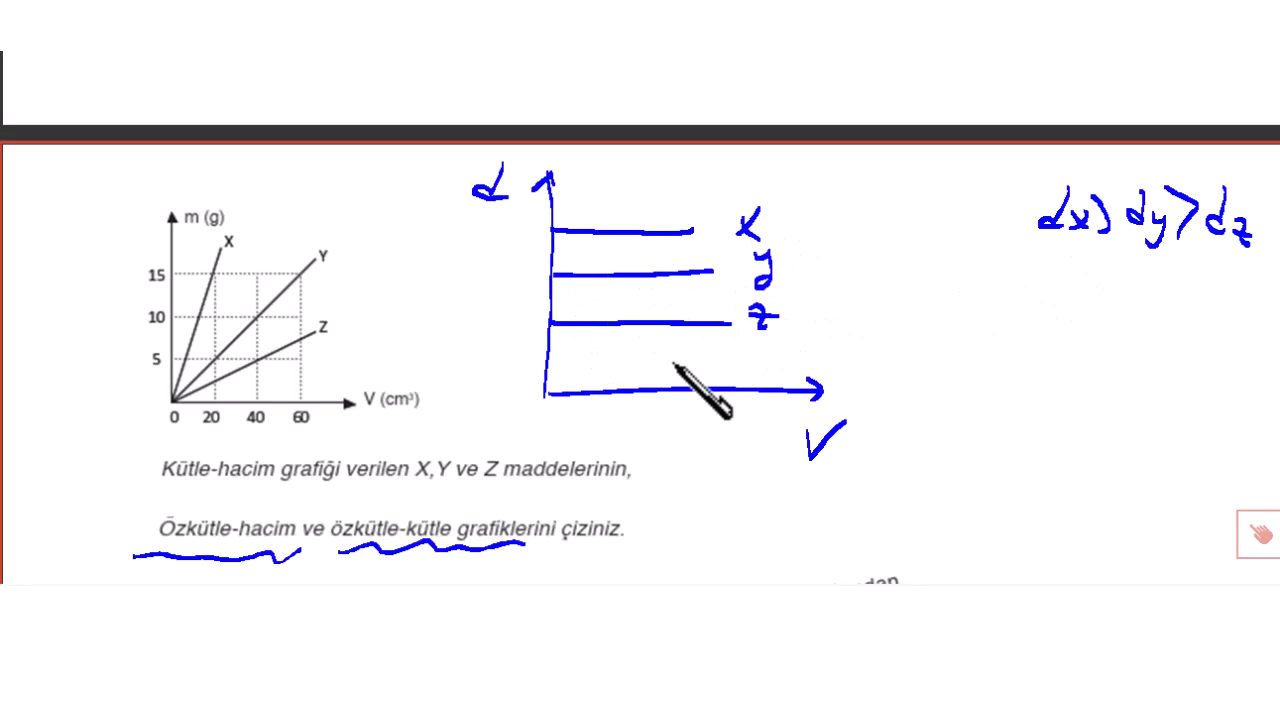 d
dx > dy > dz
m (g)
X
x
Y
y
15
Z
z
10
5
V (cm³)
0 20 40 60
V
Kütle-hacim grafiği verilen X,Y ve Z maddelerinin,
Özkütle-hacim ve özkütle-kütle grafiklerini çiziniz.